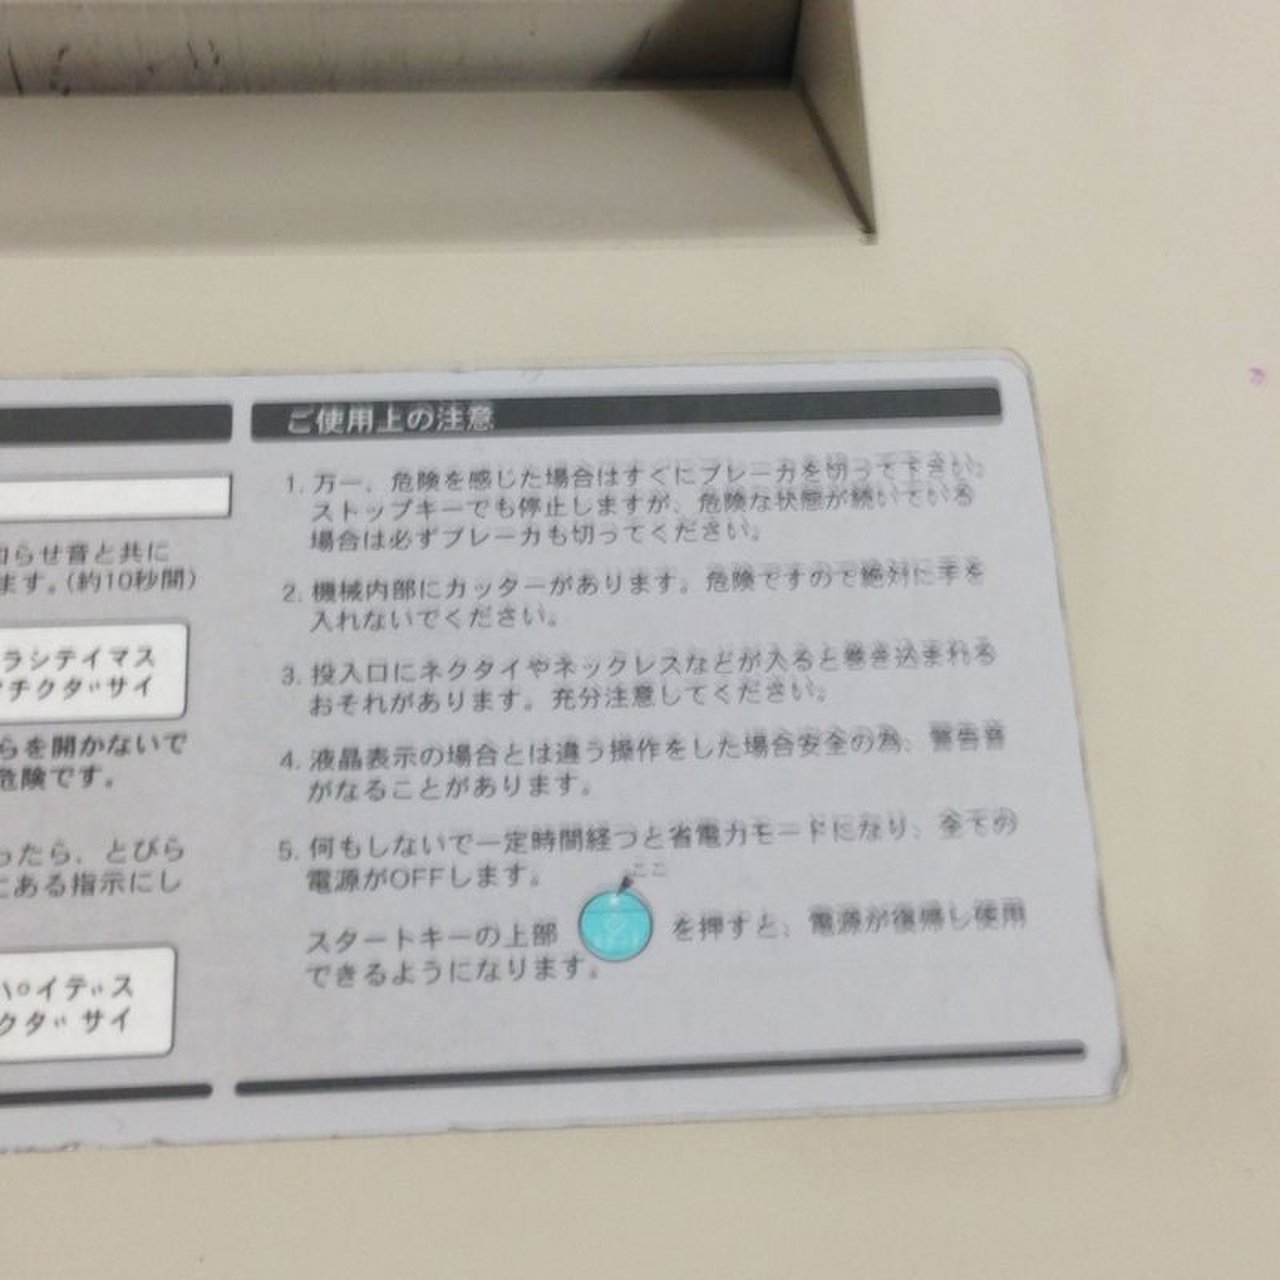 らせ音と共に
ます。(約10秒間)
ラシテイマス
チクダ゛サイ
らを開かないで
危険です。
ったら、とびら
にある指示にし
ハ゜イテ゛ス
クダ゛サイ
ご使用上の注意
1. 万一、危険を感じた場合はすぐにブレーカを切って下さい。
ストップキーでも停止しますが、危険な状態が続いている
場合は必ずブレーカも切ってください。
2. 機械内部にカッターがあります。危険ですので絶対に手を
入れないでください。
3. 投入口にネクタイやネックレスなどが入ると巻き込まれる
おそれがあります。充分注意してください。
4. 液晶表示の場合とは違う操作をした場合安全の為、警告音
がなることがあります。
5. 何もしないで一定時間経つと省電力モードになり、全ての
電源がOFFします。
ここ
スタートキーの上部 を押すと、電源が復帰し使用
できるようになります。